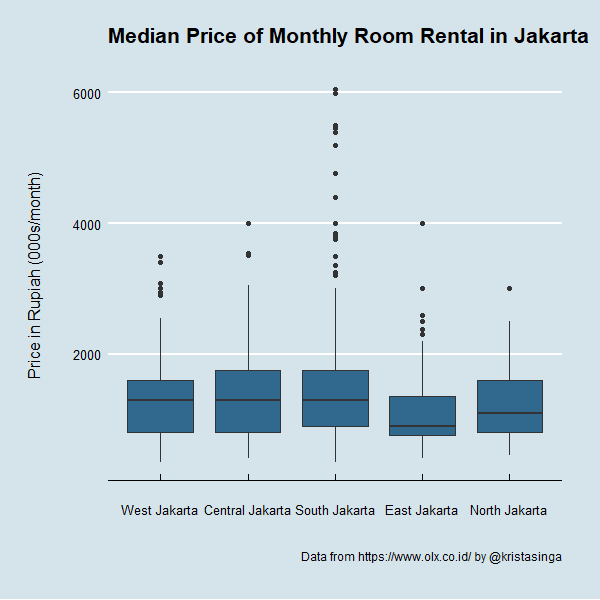 Median Price of Monthly Room Rental in Jakarta
Price in Rupiah (000s/month)
6000
4000
2000
West Jakarta Central Jakarta South Jakarta East Jakarta North Jakarta
Data from https://www.olx.co.id/ by @kristasinga